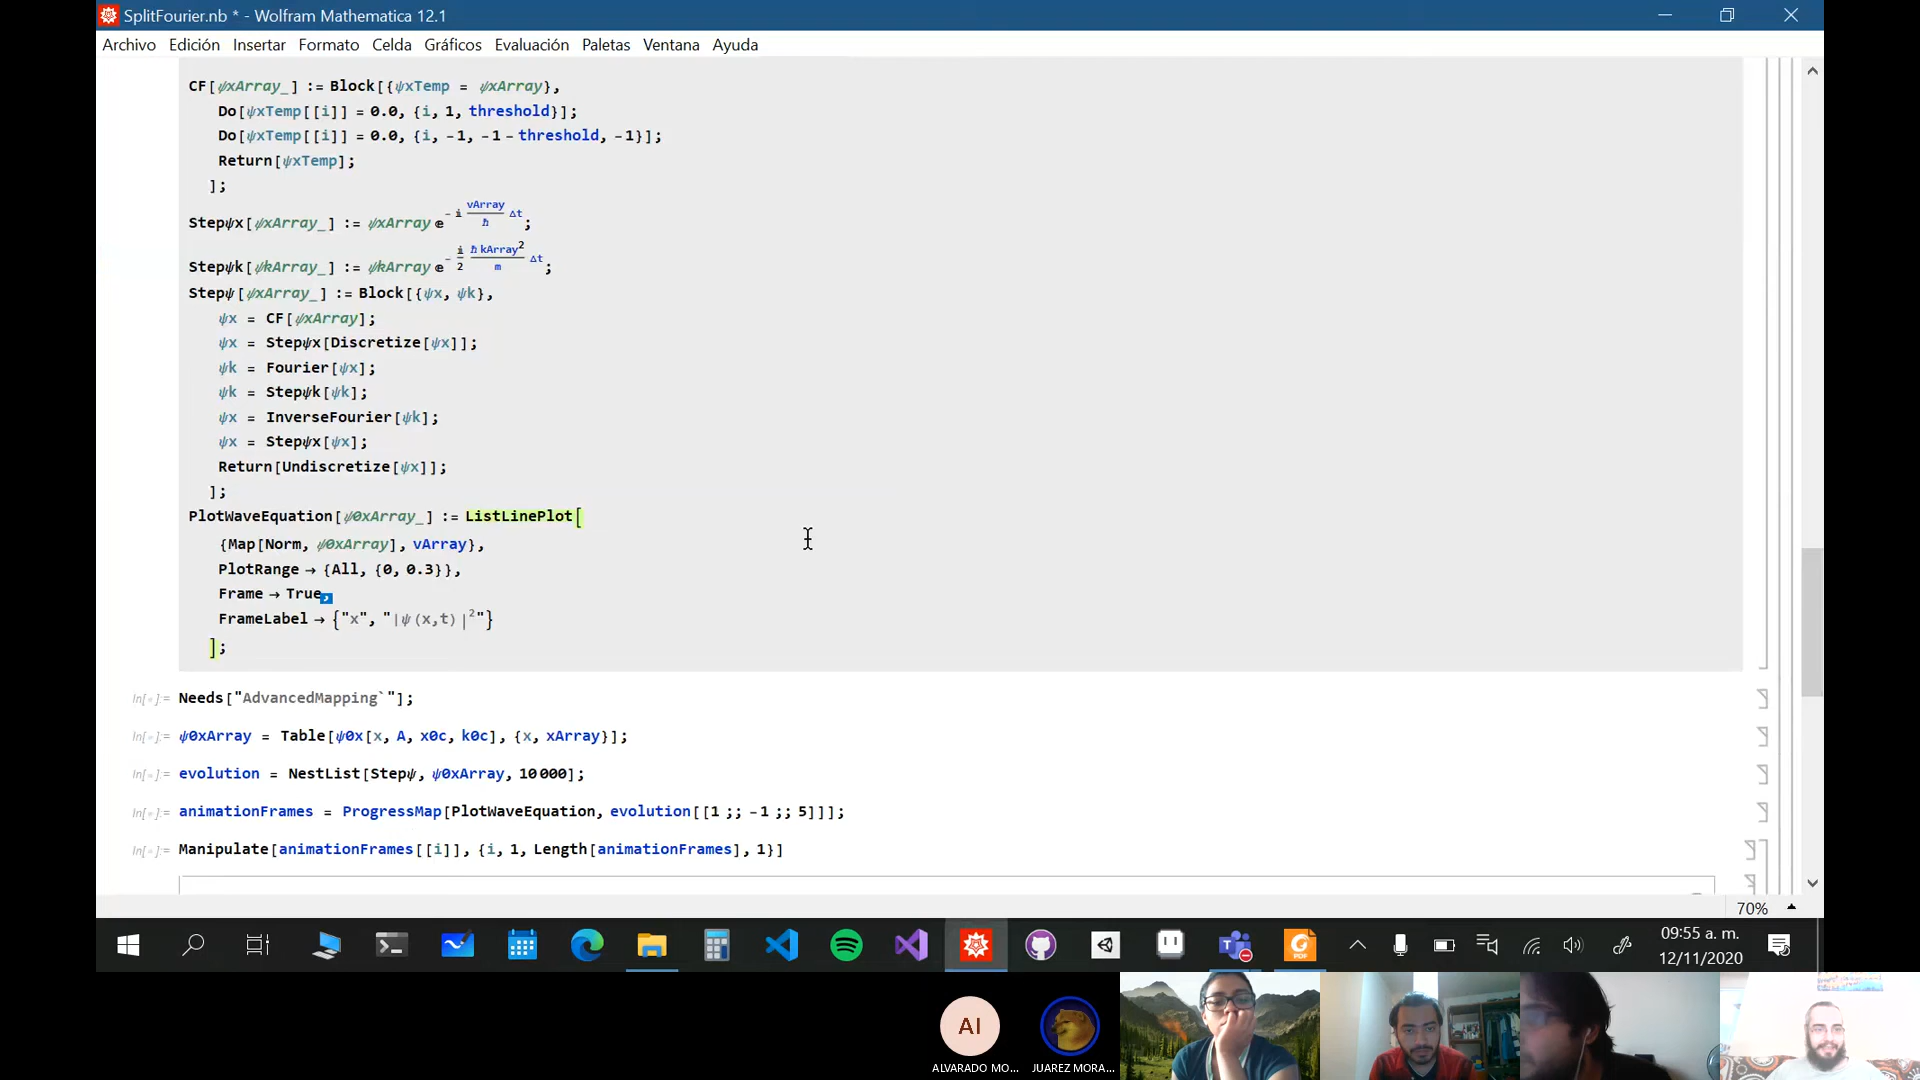 SplitFourier.nb * - Wolfram Mathematica 12.1
Archivo Edición Insertar Formato Celda Gráficos Evaluación Paletas Ventana Ayuda
CF[ψxArray_] := Block[{ψxTemp = ψxArray},
Do[ψxTemp[[i]] = 0.0, {i, 1, threshold}];
Do[ψxTemp[[i]] = 0.0, {i, -1, -1 - threshold, -1}];
Return[ψxTemp];
];
Stepψx[ψxArray_] := ψxArray ⅇ^(-ⅈ vArray/ℏ Δt);
Stepψk[ψkArray_] := ψkArray ⅇ^(-ⅈ/2 ℏ kArray²/m Δt);
Stepψ[ψxArray_] := Block[{ψx, ψk},
ψx = CF[ψxArray];
ψx = Stepψx[Discretize[ψx]];
ψk = Fourier[ψx];
ψk = Stepψk[ψk];
ψx = InverseFourier[ψk];
ψx = Stepψx[ψx];
Return[Undiscretize[ψx]];
];
PlotWaveEquation[ψ0xArray_] := ListLinePlot[
{Map[Norm, ψ0xArray], vArray},
PlotRange → {All, {0, 0.3}},
Frame → True,
FrameLabel → {"x", "|ψ(x,t)|²"}
];
In[•]:= Needs["AdvancedMapping`"];
In[•]:= ψ0xArray = Table[ψ0x[x, A, x0c, k0c], {x, xArray}];
In[•]:= evolution = NestList[Stepψ, ψ0xArray, 10000];
In[•]:= animationFrames = ProgressMap[PlotWaveEquation, evolution[[1 ;; -1 ;; 5]]];
In[•]:= Manipulate[animationFrames[[i]], {i, 1, Length[animationFrames], 1}]
70%
09:55 a. m.
12/11/2020
AI
ALVARADO MO...
JUAREZ MORA...